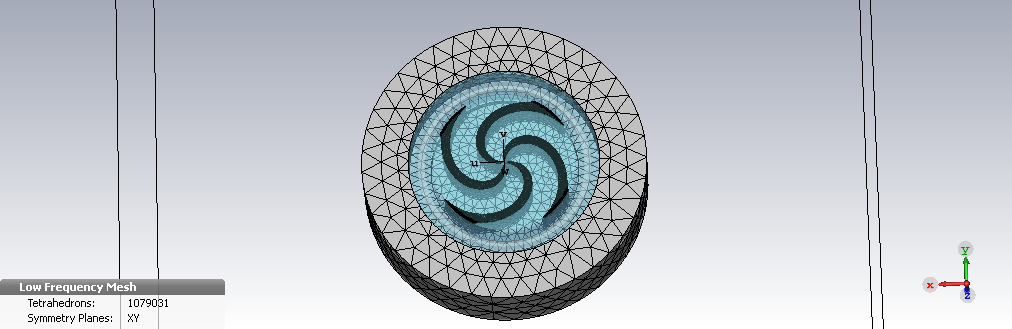 v
u
w
y
x
z
Low Frequency Mesh
Tetrahedrons: 1079031
Symmetry Planes: XY